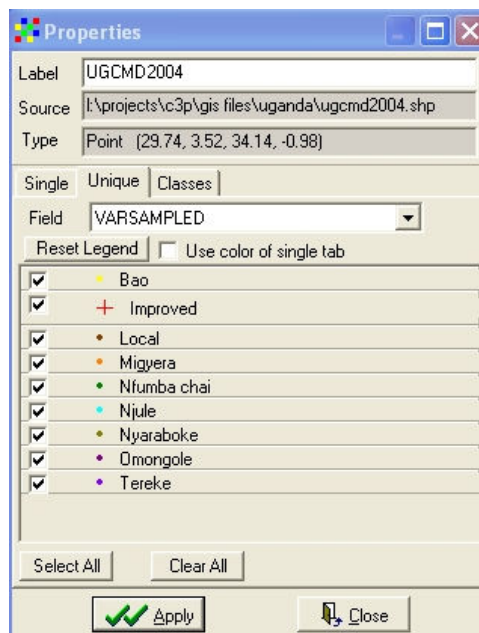 Properties
Label UGCMD2004
Source I:\projects\c3p\gis files\uganda\ugcmd2004.shp
Type Point (29.74, 3.52, 34.14, -0.98)
Single Unique Classes
Field VARSAMPLED
Reset Legend Use color of single tab
Bao
Improved
Local
Migyera
Nfumba chai
Njule
Nyaraboke
Omongole
Tereke
Select All Clear All
Apply Close